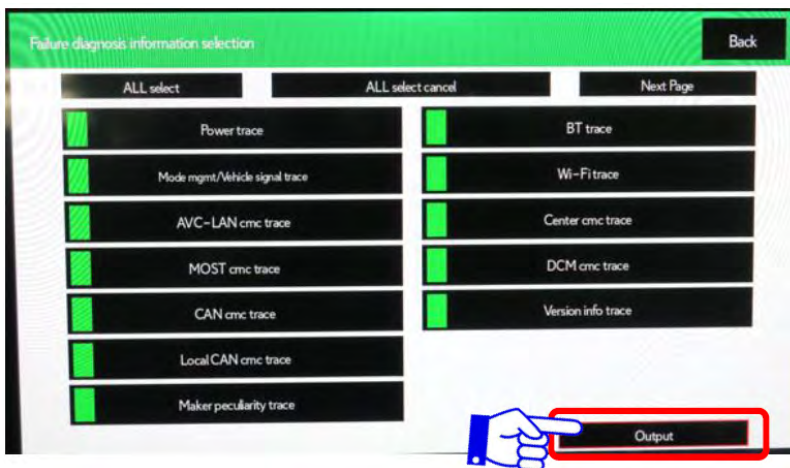 Failure diagnosis information selection
Back
ALL select
ALL select cancel
Next Page
Power trace
BT trace
Mode mgmt/Vehicle signal trace
Wi-Fi trace
AVC-LAN cmc trace
Center cmc trace
MOST cmc trace
DCM cmc trace
CAN cmc trace
Version info trace
Local CAN cmc trace
Maker peculiarity trace
Output